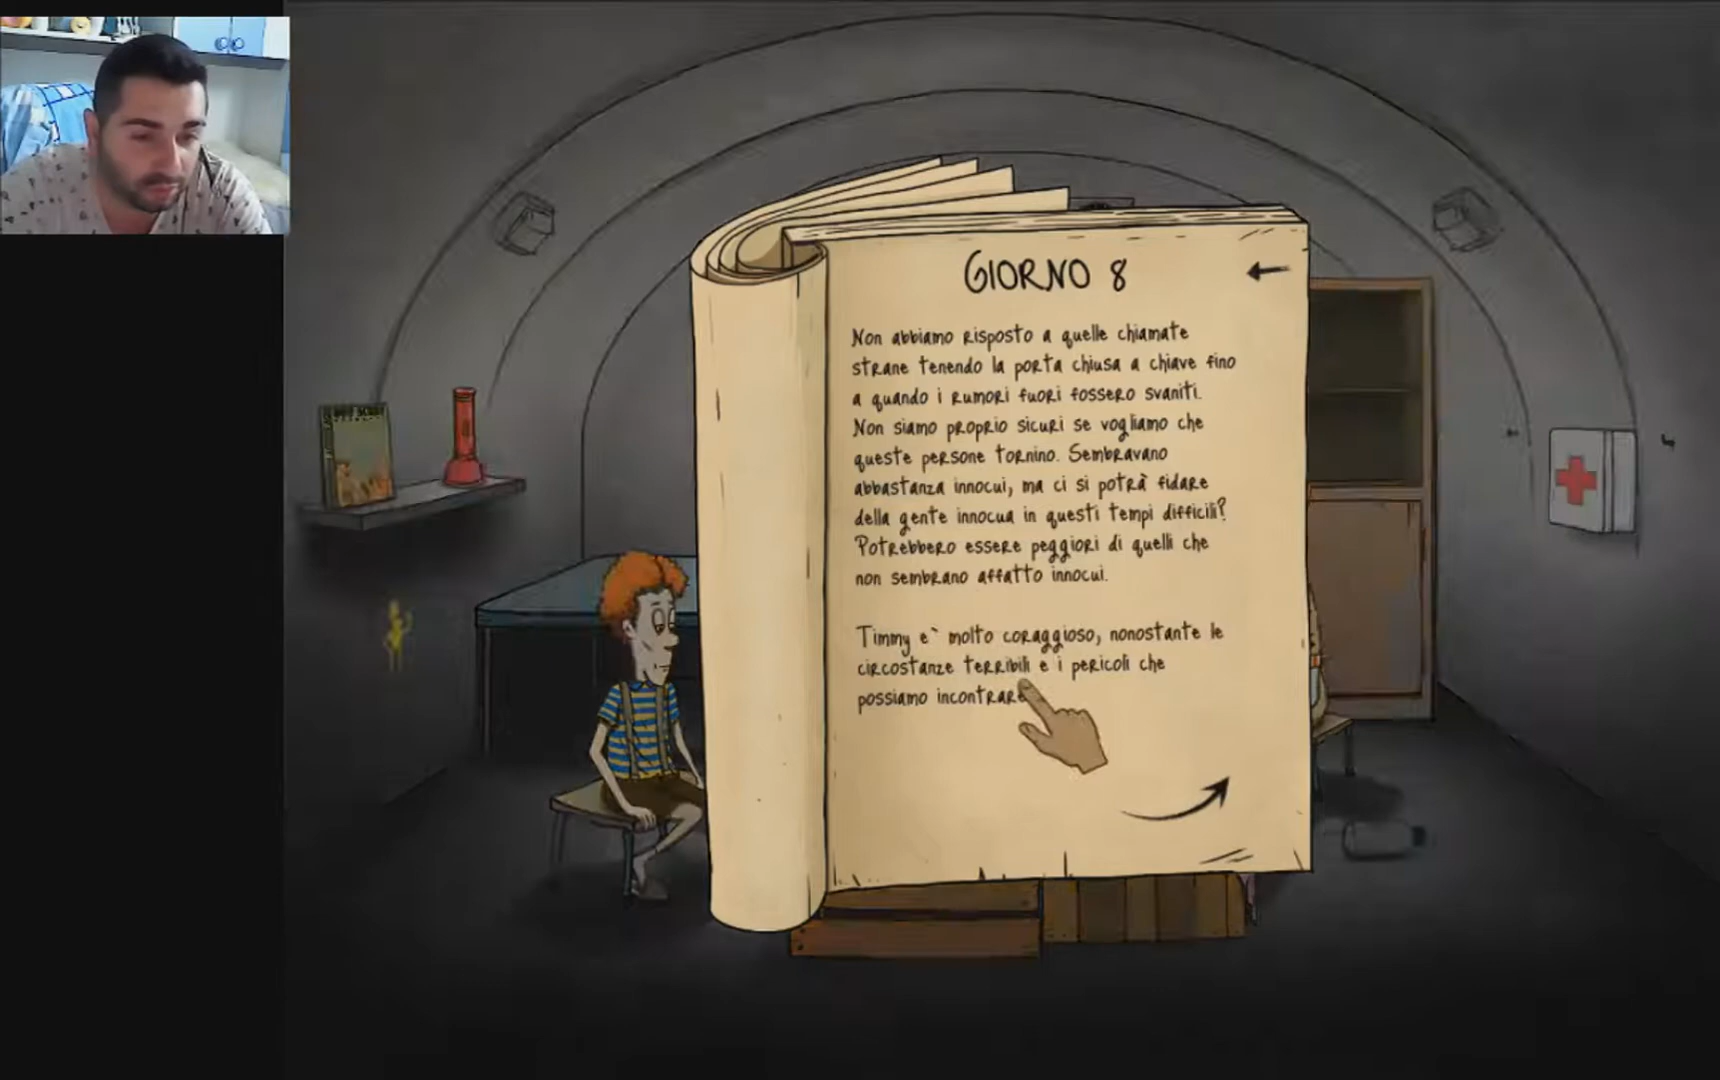 GIORNO 8
Non abbiamo risposto a quelle chiamate
strane tenendo la porta chiusa a chiave fino
a quando i rumori fuori fossero svaniti.
Non siamo proprio sicuri se vogliamo che
queste persone tornino. Sembravano
abbastanza innocui, ma ci si potrà fidare
della gente innocua in questi tempi difficili?
Potrebbero essere peggiori di quelli che
non sembrano affatto innocui.
Timmy e` molto coraggioso, nonostante le
circostanze terribili e i pericoli che
possiamo incontrare